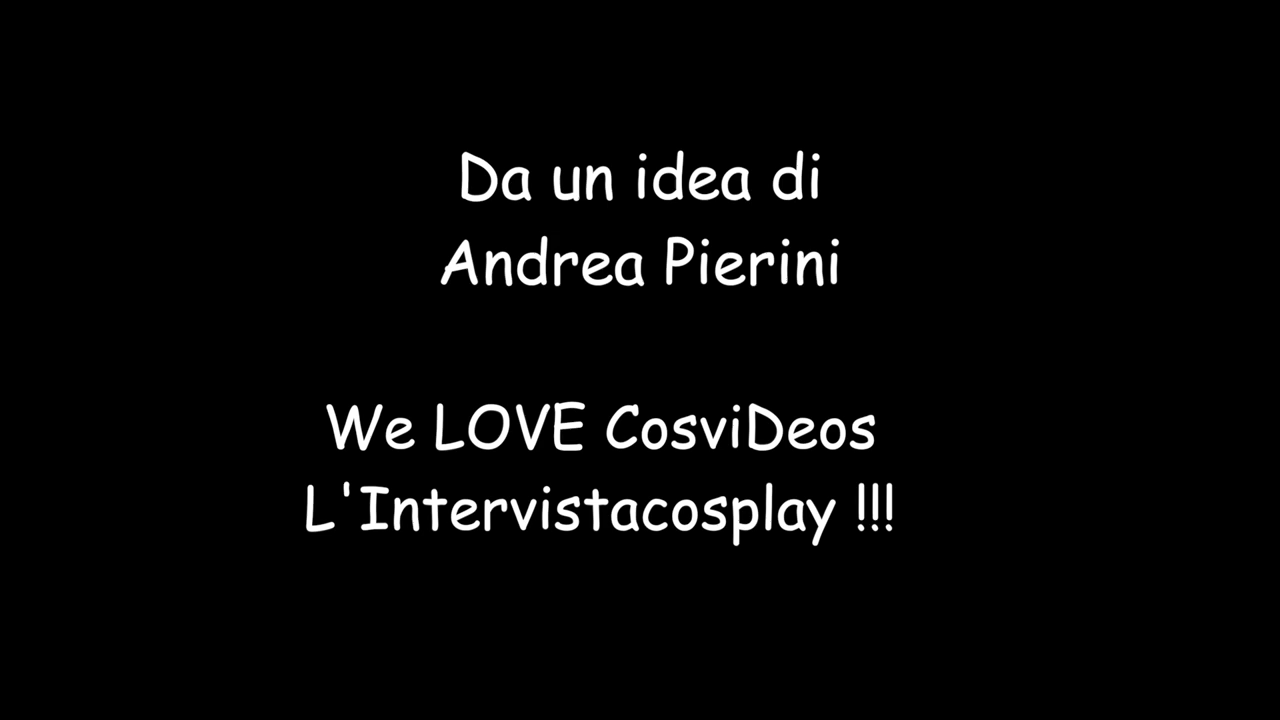 Da un idea di
Andrea Pierini
We LOVE CosviDeos
L'Intervistacosplay !!!